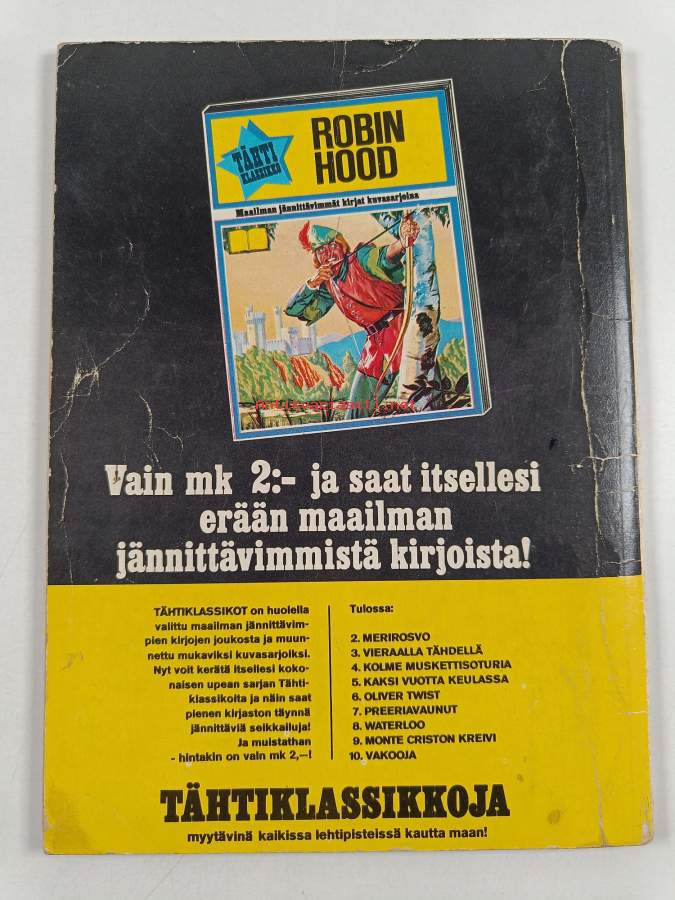 TÄHTI
KLASSIKKO
ROBIN
HOOD
Maailman jännittävimmät kirjat kuvasarjoina
antikvariaatti.net
Vain mk 2:- ja saat itsellesi
erään maailman
jännittävimmistä kirjoista!
TÄHTIKLASSIKOT on huolella
valittu maailman jännittävim-
pien kirjojen joukosta ja muun-
nettu mukaviksi kuvasarjoiksi.
Nyt voit kerätä itsellesi koko-
naisen upean sarjan Tähti-
klassikoita ja näin saat
pienen kirjaston täynnä
jännittäviä seikkailuja!
Ja muistathan
- hintakin on vain mk 2,—!
Tulossa:
2. MERIROSVO
3. VIERAALLA TÄHDELLÄ
4. KOLME MUSKETTISOTURIA
5. KAKSI VUOTTA KEULASSA
6. OLIVER TWIST
7. PREERIAVAUNUT
8. WATERLOO
9. MONTE CRISTON KREIVI
10. VAKOOJA
TÄHTIKLASSIKKOJA
myytävinä kaikissa lehtipisteissä kautta maan!